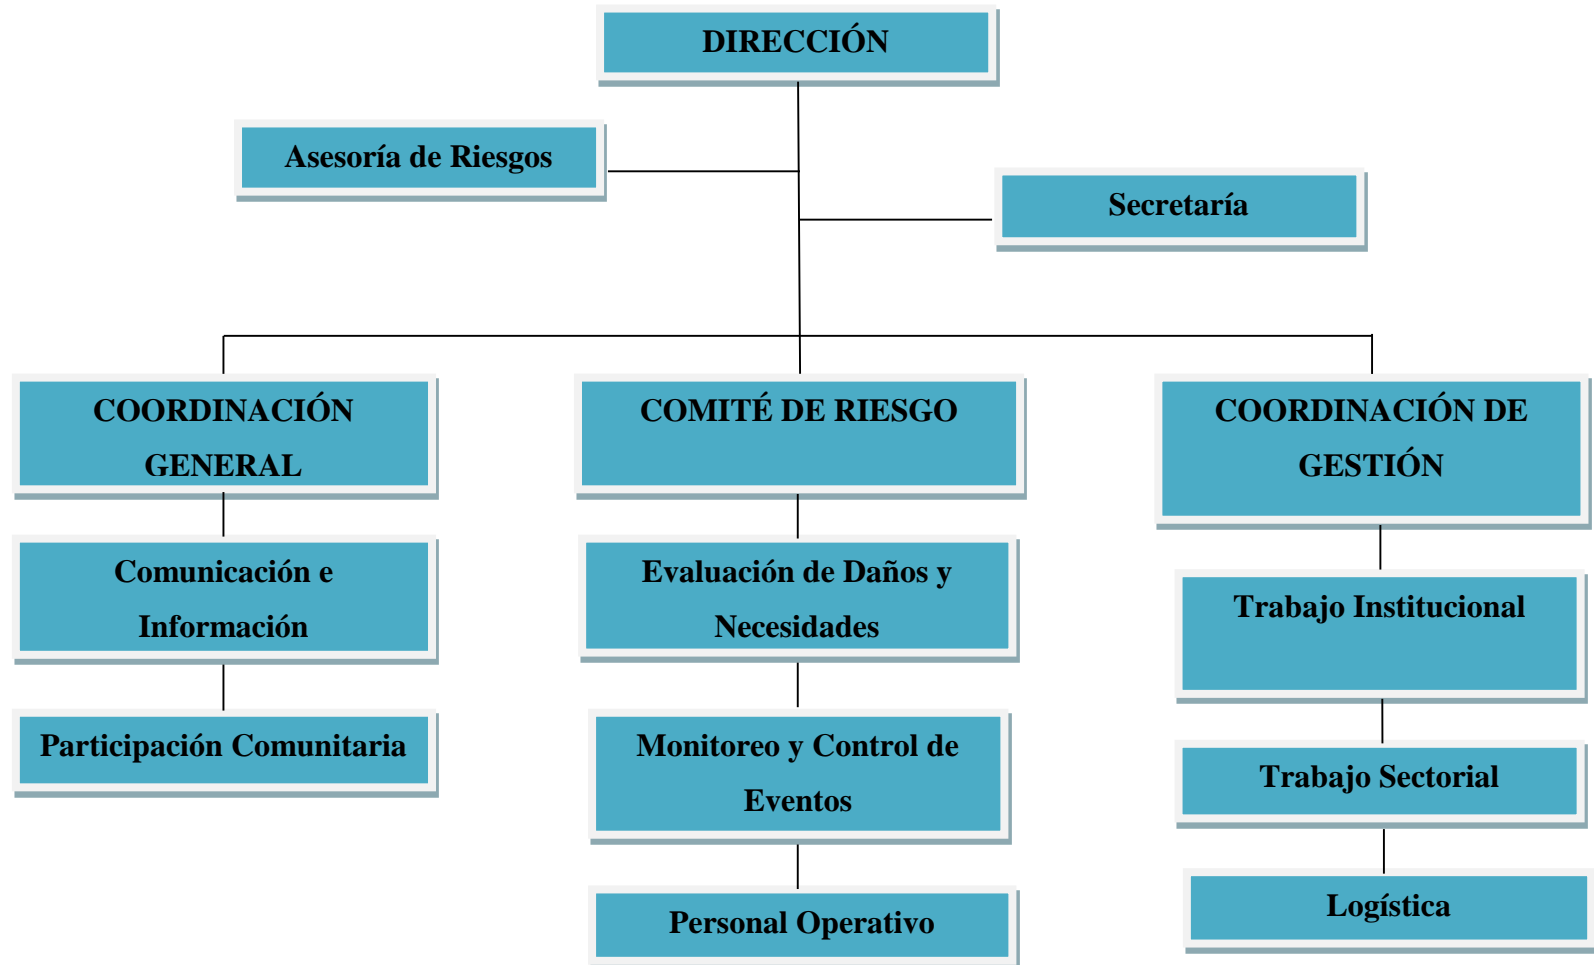 DIRECCIÓN
Asesoría de Riesgos
Secretaría
COORDINACIÓN
GENERAL
COMITÉ DE RIESGO
COORDINACIÓN DE
GESTIÓN
Comunicación e
Información
Evaluación de Daños y
Necesidades
Trabajo Institucional
Participación Comunitaria
Monitoreo y Control de
Eventos
Trabajo Sectorial
Personal Operativo
Logística